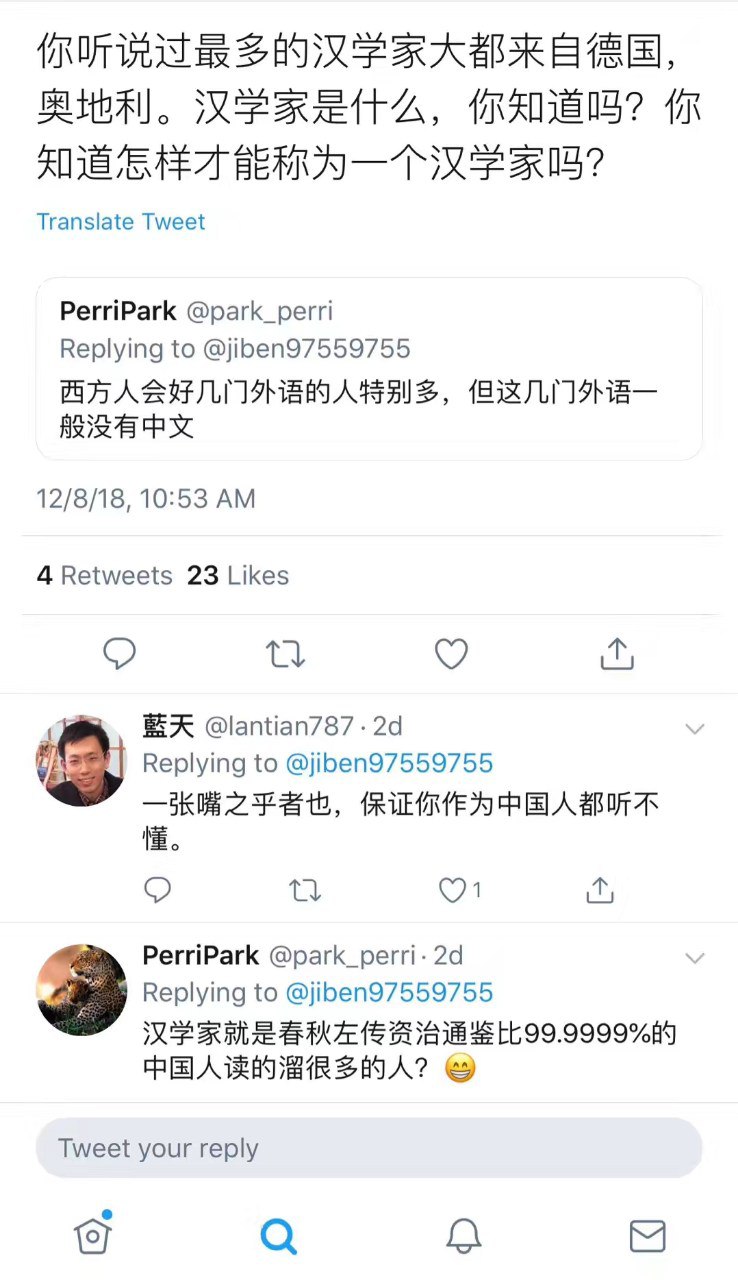 你听说过最多的汉学家大都来自德国，
奥地利。汉学家是什么，你知道吗？你
知道怎样才能称为一个汉学家吗？
Translate Tweet
PerriPark @park_perri
Replying to @jiben97559755
西方人会好几门外语的人特别多，但这几门外语一
般没有中文
12/8/18, 10:53 AM
4 Retweets 23 Likes
藍天 @lantian787 · 2d
Replying to @jiben97559755
一张嘴之乎者也，保证你作为中国人都听不
懂。
1
PerriPark @park_perri · 2d
Replying to @jiben97559755
汉学家就是春秋左传资治通鉴比99.9999%的
中国人读的溜很多的人？😁
Tweet your reply